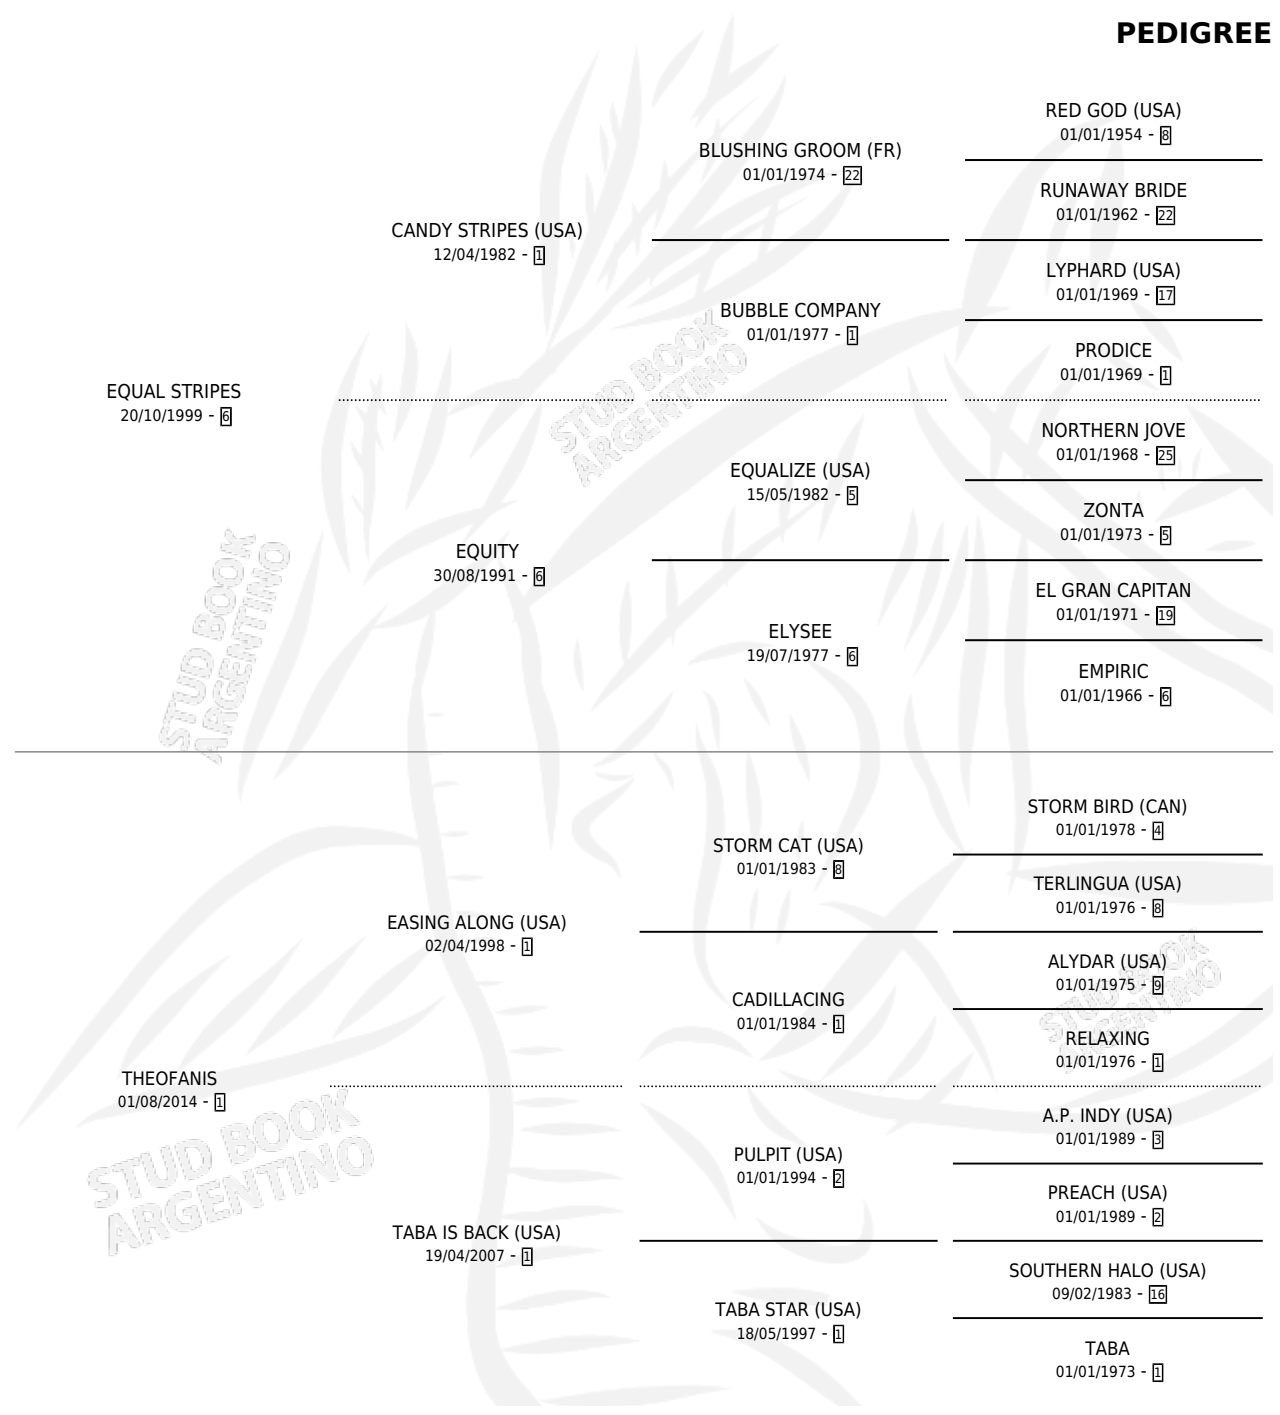 PEDIGREE
RED GOD (USA)
01/01/1954 - 8
BLUSHING GROOM (FR)
01/01/1974 - 22
RUNAWAY BRIDE
01/01/1962 - 22
CANDY STRIPES (USA)
12/04/1982 - 1
LYPHARD (USA)
01/01/1969 - 17
BUBBLE COMPANY
01/01/1977 - 1
PRODICE
01/01/1969 - 1
EQUAL STRIPES
20/10/1999 - 6
NORTHERN JOVE
01/01/1968 - 25
EQUALIZE (USA)
15/05/1982 - 5
ZONTA
01/01/1973 - 5
EQUITY
30/08/1991 - 6
EL GRAN CAPITAN
01/01/1971 - 19
ELYSEE
19/07/1977 - 6
EMPIRIC
01/01/1966 - 6
STUD BOOK
ARGENTINO
STUD BOOK
ARGENTINO
STORM BIRD (CAN)
01/01/1978 - 4
STORM CAT (USA)
01/01/1983 - 8
TERLINGUA (USA)
01/01/1976 - 8
EASING ALONG (USA)
02/04/1998 - 1
ALYDAR (USA)
01/01/1975 - 9
CADILLACING
01/01/1984 - 1
RELAXING
01/01/1976 - 1
THEOFANIS
01/08/2014 - 1
A.P. INDY (USA)
01/01/1989 - 3
PULPIT (USA)
01/01/1994 - 2
PREACH (USA)
01/01/1989 - 2
TABA IS BACK (USA)
19/04/2007 - 1
SOUTHERN HALO (USA)
09/02/1983 - 16
TABA STAR (USA)
18/05/1997 - 1
TABA
01/01/1973 - 1
STUD BOOK
ARGENTINO
STUD BOOK
ARGENTINO